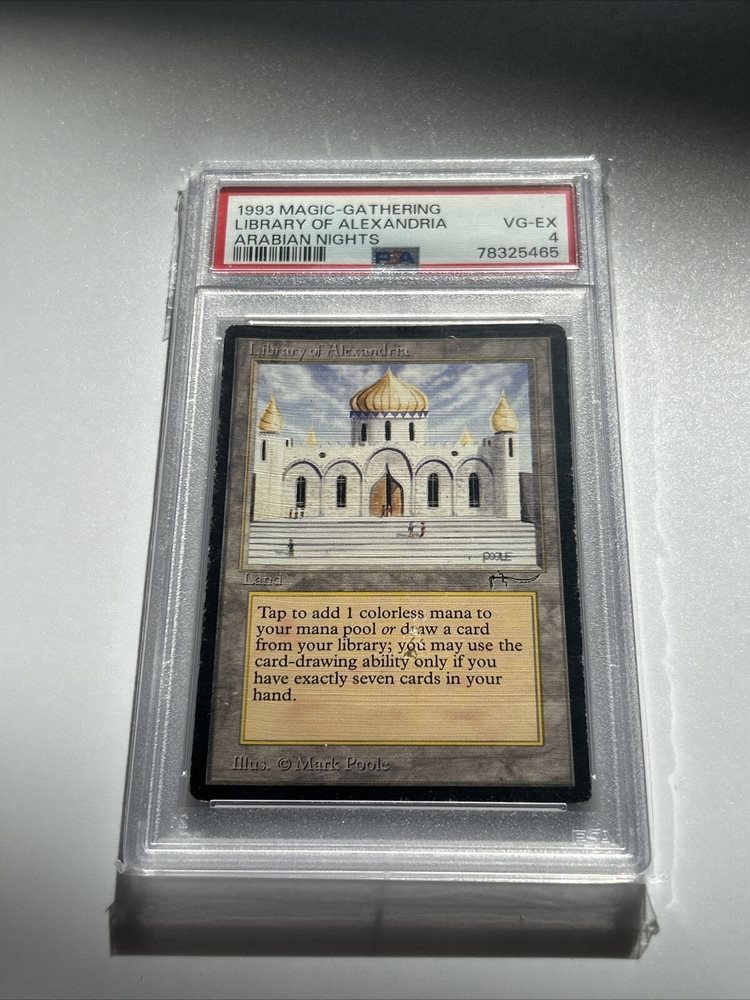 1993 MAGIC-GATHERING
LIBRARY OF ALEXANDRIA VG-EX
ARABIAN NIGHTS 4
PSA 78325465
Library of Alexandria
POOLE
Land
Tap to add 1 colorless mana to
your mana pool or draw a card
from your library; you may use the
card-drawing ability only if you
have exactly seven cards in your
hand.
Illus. © Mark Poole
PSA